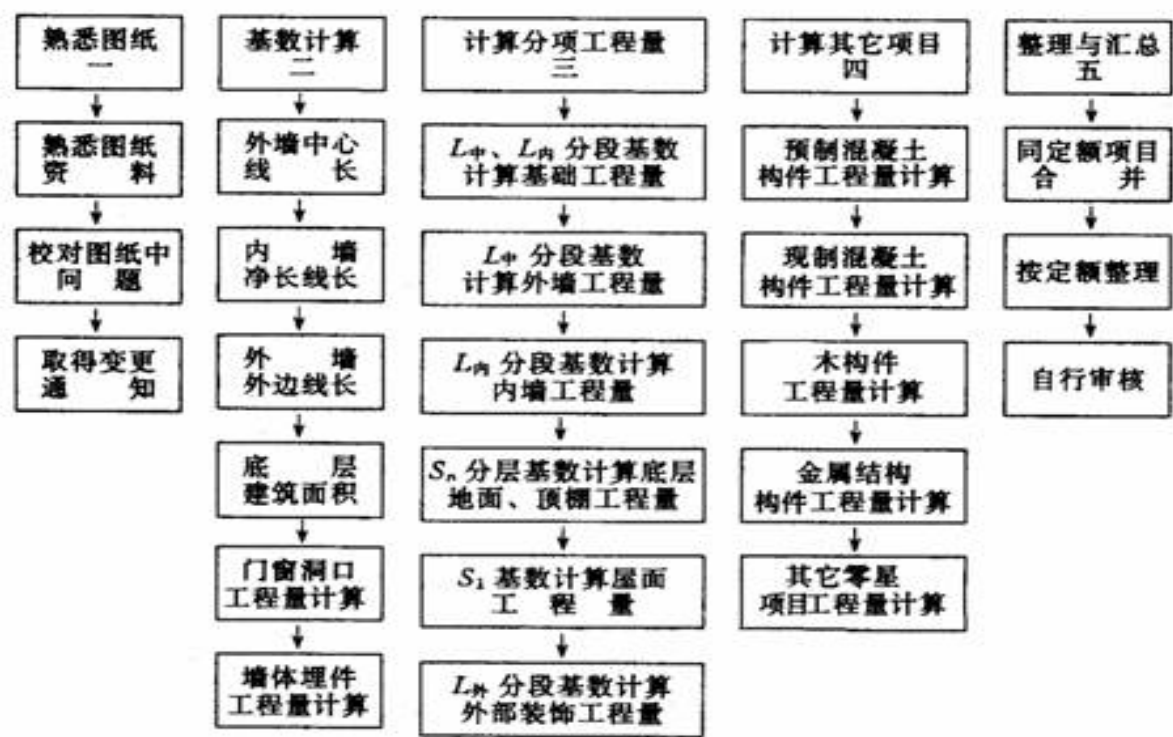 熟悉图纸
一
熟悉图纸
资料
校对图纸中
问题
取得变更
通知
基数计算
二
外墙中心
线长
内墙
净长线长
外墙
外边线长
底层
建筑面积
门窗洞口
工程量计算
墙体埋件
工程量计算
计算分项工程量
三
L中、L内 分段基数
计算基础工程量
L中 分段基数
计算外墙工程量
L内 分段基数计算
内墙工程量
Sn 分层基数计算底层
地面、顶棚工程量
S1 基数计算屋面
工程量
L外 分段基数计算
外部装饰工程量
计算其它项目
四
预制混凝土
构件工程量计算
现制混凝土
构件工程量计算
木构件
工程量计算
金属结构
构件工程量计算
其它零星
项目工程量计算
整理与汇总
五
同定额项目
合并
按定额整理
自行审核